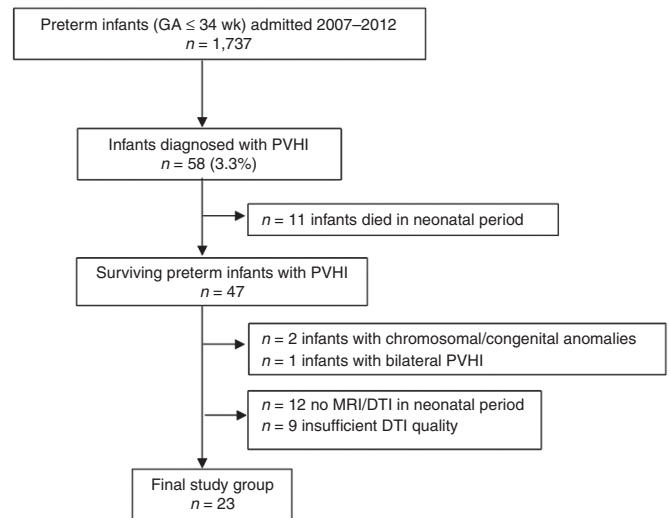 Preterm infants (GA ≤ 34 wk) admitted 2007–2012
n = 1,737
Infants diagnosed with PVHI
n = 58 (3.3%)
n = 11 infants died in neonatal period
Surviving preterm infants with PVHI
n = 47
n = 2 infants with chromosomal/congenital anomalies
n = 1 infants with bilateral PVHI
n = 12 no MRI/DTI in neonatal period
n = 9 insufficient DTI quality
Final study group
n = 23